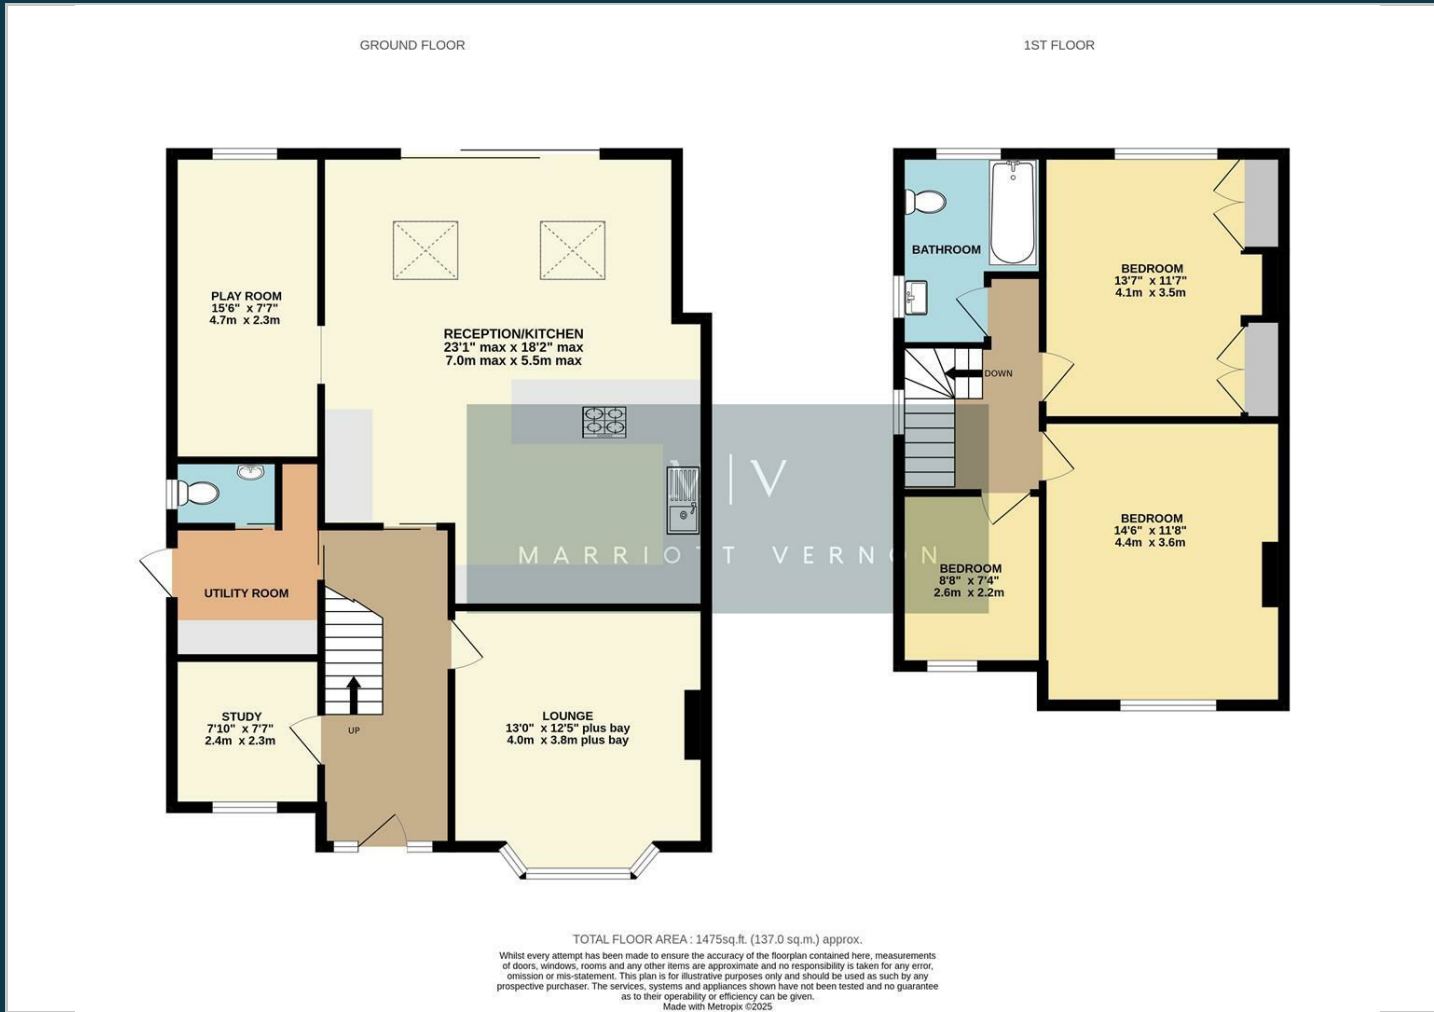 GROUND FLOOR
1ST FLOOR
PLAY ROOM
15'6" x 7'7"
4.7m x 2.3m
RECEPTION/KITCHEN
23'1" max x 18'2" max
7.0m max x 5.5m max
UTILITY ROOM
STUDY
7'10" x 7'7"
2.4m x 2.3m
UP
LOUNGE
13'0" x 12'5" plus bay
4.0m x 3.8m plus bay
BATHROOM
BEDROOM
13'7" x 11'7"
4.1m x 3.5m
DOWN
BEDROOM
14'6" x 11'8"
4.4m x 3.6m
BEDROOM
8'8" x 7'4"
2.6m x 2.2m
M|V
MARRIOTT VERNON
TOTAL FLOOR AREA : 1475sq.ft. (137.0 sq.m.) approx.
Whilst every attempt has been made to ensure the accuracy of the floorplan contained here, measurements
of doors, windows, rooms and any other items are approximate and no responsibility is taken for any error,
omission or mis-statement. This plan is for illustrative purposes only and should be used as such by any
prospective purchaser. The services, systems and appliances shown have not been tested and no guarantee
as to their operability or efficiency can be given.
Made with Metropix ©2025